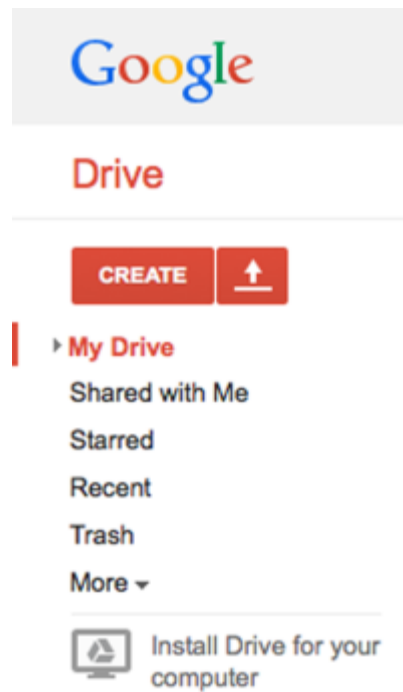 Google
Drive
CREATE
My Drive
Shared with Me
Starred
Recent
Trash
More
Install Drive for your
computer